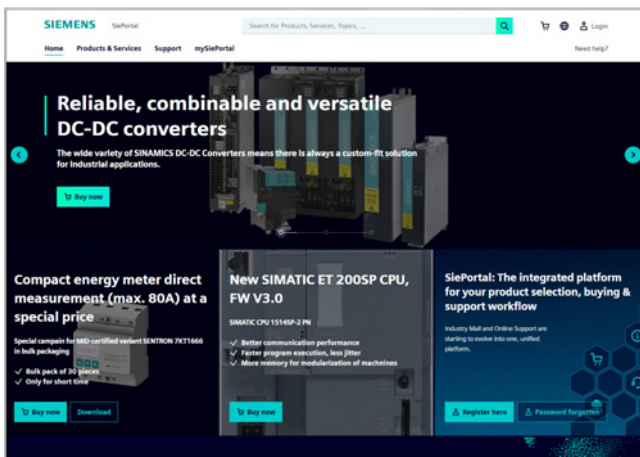 SIEMENS SiePortal Search for Products, Services, Topics, ... Login
Home Products & Services Support mySiePortal Need help?
Reliable, combinable and versatile
DC-DC converters
The wide variety of SINAMICS DC-DC Converters means there is always a custom-fit solution
for industrial applications.
Buy now
Compact energy meter direct
measurement (max. 80A) at a
special price
Special campain for MID-certified variant SENTRON 7KT1666
in bulk packaging
Bulk pack of 30 pieces
Only for short time
Buy now Download
New SIMATIC ET 200SP CPU,
FW V3.0
SIMATIC CPU 1514SP-2 PN
Better communication performance
Faster program execution, less jitter
More memory for modularization of machnines
Buy now
SiePortal: The integrated platform
for your product selection, buying &
support workflow
Industry Mall and Online Support are
starting to evolve into one, unified
platform.
Register here Password forgotten